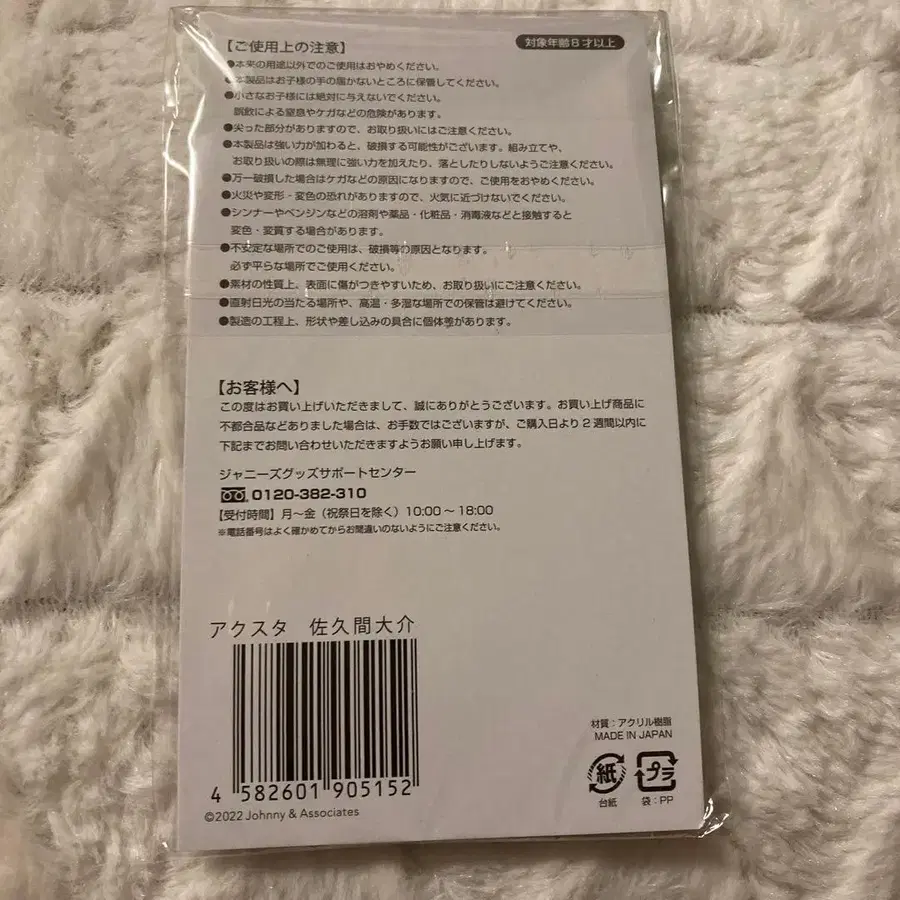 【ご使用上の注意】
対象年齢8才以上
●本来の用途以外でのご使用はおやめください。
●本製品はお子様の手の届かないところに保管してください。
●小さなお子様には絶対に与えないでください。
誤飲による窒息やケガなどの危険があります。
●尖った部分がありますので、お取り扱いにはご注意ください。
●本製品は強い力が加わると、破損する可能性がございます。組み立てや、
お取り扱いの際は無理に強い力を加えたり、落としたりしないようご注意ください。
●万一破損した場合はケガなどの原因になりますので、ご使用をおやめください。
●火災や変形・変色の恐れがありますので、火気に近づけないでください。
●シンナーやベンジンなどの溶剤や薬品・化粧品・消毒液などと接触すると
変色・変質する場合があります。
●不安定な場所でのご使用は、破損等の原因となります。
必ず平らな場所でご使用ください。
●素材の性質上、表面に傷がつきやすいため、お取り扱いにご注意ください。
●直射日光の当たる場所や、高温・多湿な場所での保管は避けてください。
●製造の工程上、形状や差し込みの具合に個体差があります。
【お客様へ】
この度はお買い上げいただきまして、誠にありがとうございます。お買い上げ商品に
不都合品などありました場合は、お手数ではございますが、ご購入日より2週間以内に
下記までお問い合わせいただきますようお願い申し上げます。
ジャニーズグッズサポートセンター
0120-382-310
【受付時間】月〜金（祝祭日を除く）10:00〜18:00
※電話番号はよく確かめてからお間違いのないようにご注意ください。
アクスタ 佐久間大介
4 582601 905152
©2022 Johnny & Associates
材質：アクリル樹脂
MADE IN JAPAN
紙
プラ
台紙
袋：PP